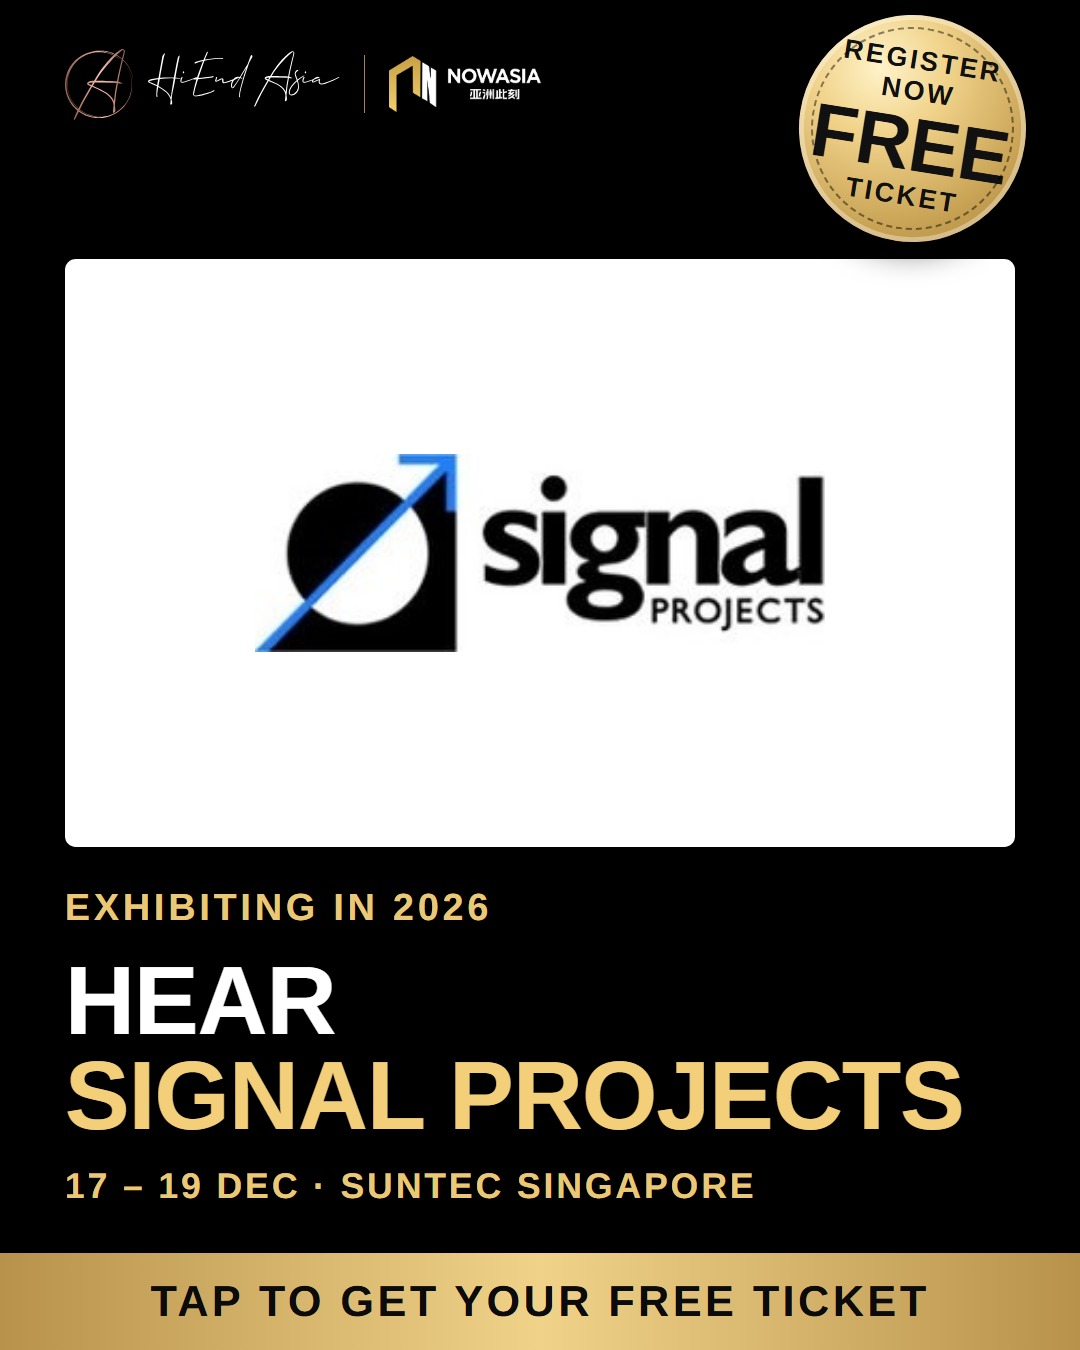 HiEnd Asia
NOWASIA
亚洲此刻
REGISTER
NOW
FREE
TICKET
signal
PROJECTS
EXHIBITING IN 2026
HEAR
SIGNAL PROJECTS
17 – 19 DEC · SUNTEC SINGAPORE
TAP TO GET YOUR FREE TICKET